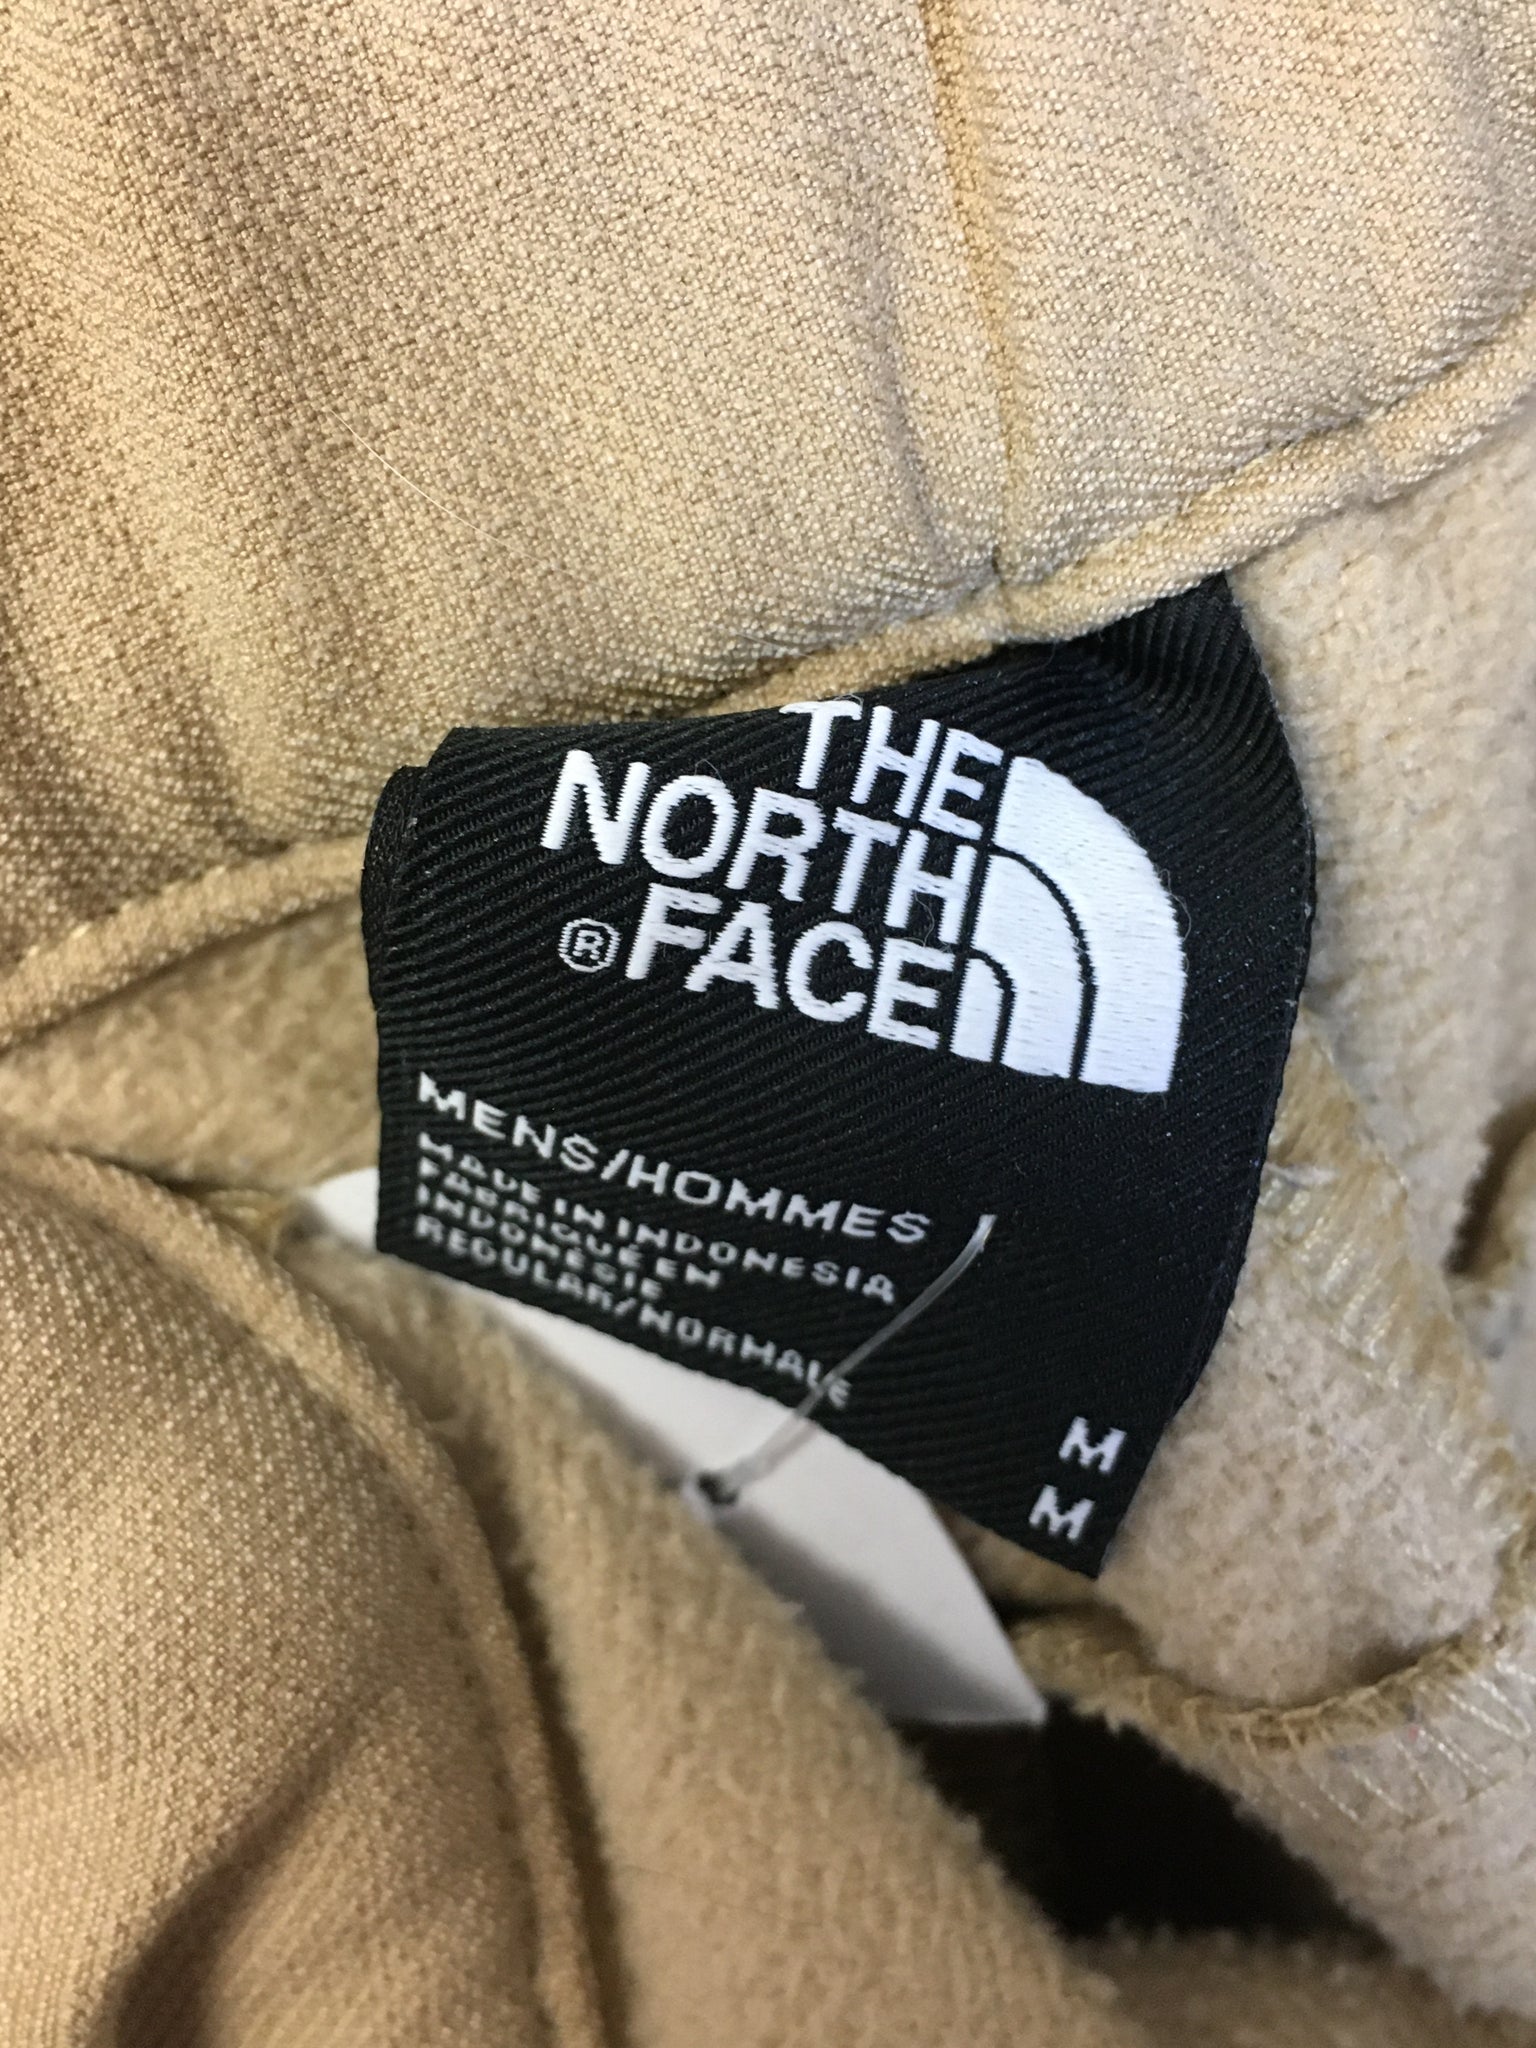 THE
NORTH
® FACE
MENS/HOMMES
MADE IN INDONESIA
FABRIQUÉ EN
INDONÉSIE
REGULAR/NORMALE
M
M